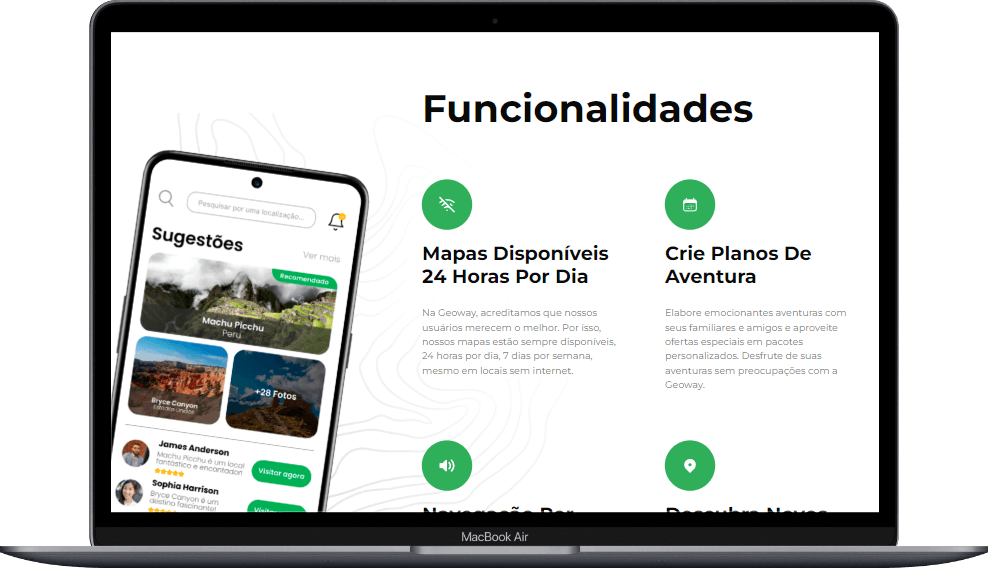 Funcionalidades
Pesquisar por uma localização...
Sugestões
Ver mais
Recomendado
Machu Picchu
Peru
Bryce Canyon
Estados Unidos
+28 Fotos
James Anderson
Machu Picchu é um local
fantástico e encantador!
Visitar agora
Sophia Harrison
Bryce Canyon é um
destino fascinante!
Mapas Disponíveis
24 Horas Por Dia
Na Geoway, acreditamos que nossos
usuários merecem o melhor. Por isso,
nossos mapas estão sempre disponíveis,
24 horas por dia, 7 dias por semana,
mesmo em locais sem internet.
Crie Planos De
Aventura
Elabore emocionantes aventuras com
seus familiares e amigos e aproveite
ofertas especiais em pacotes
personalizados. Desfrute de suas
aventuras sem preocupações com a
Geoway.
Navegação Por
Descubra Novos
MacBook Air